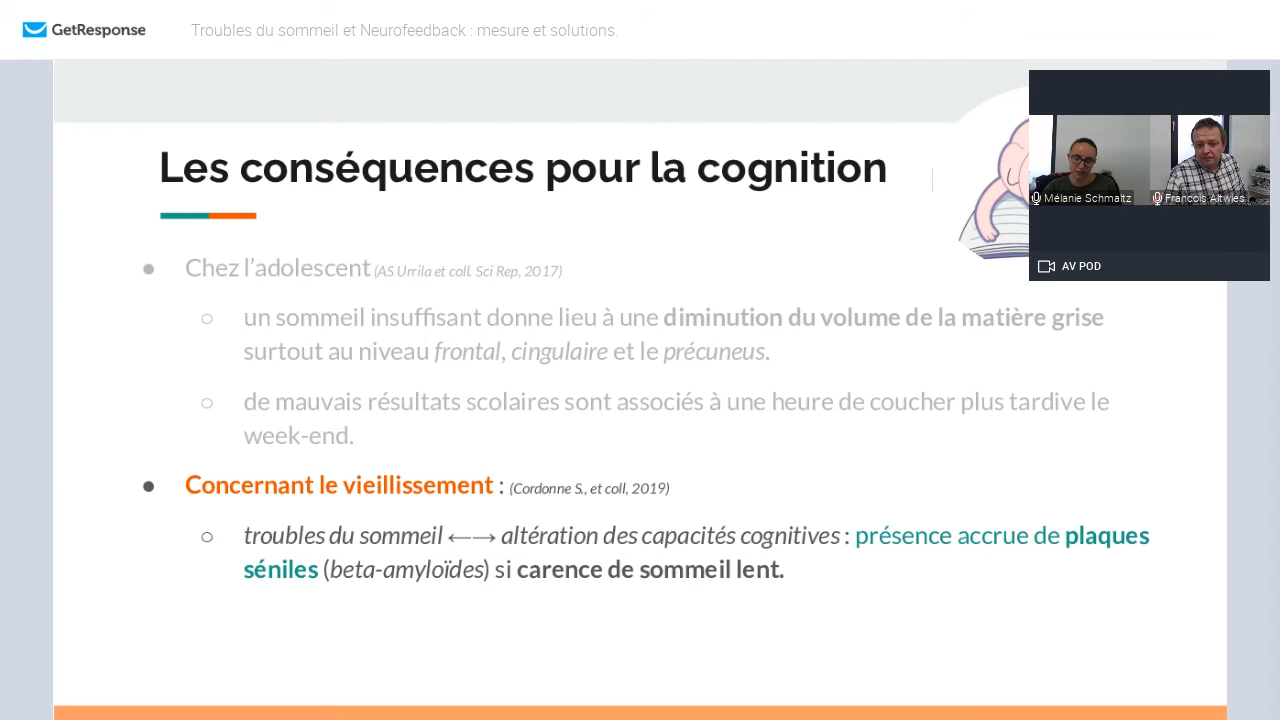 GetResponse
Troubles du sommeil et Neurofeedback : mesure et solutions.
Les conséquences pour la cognition
Mélanie Schmaltz
Francois Altwies
AV POD
● Chez l’adolescent (AS Urrila et coll. Sci Rep, 2017)
○ un sommeil insuffisant donne lieu à une diminution du volume de la matière grise
surtout au niveau frontal, cingulaire et le précuneus.
○ de mauvais résultats scolaires sont associés à une heure de coucher plus tardive le
week-end.
● Concernant le vieillissement : (Cordonne S., et coll, 2019)
○ troubles du sommeil ←→ altération des capacités cognitives : présence accrue de plaques
séniles (beta-amyloïdes) si carence de sommeil lent.